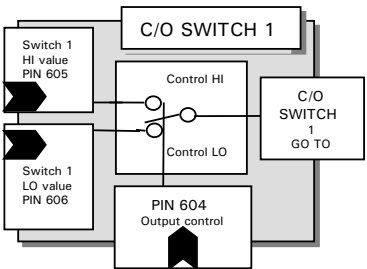 C/O SWITCH 1
Switch 1
HI value
PIN 605
Control HI
C/O
SWITCH
1
GO TO
Control LO
Switch 1
LO value
PIN 606
PIN 604
Output control